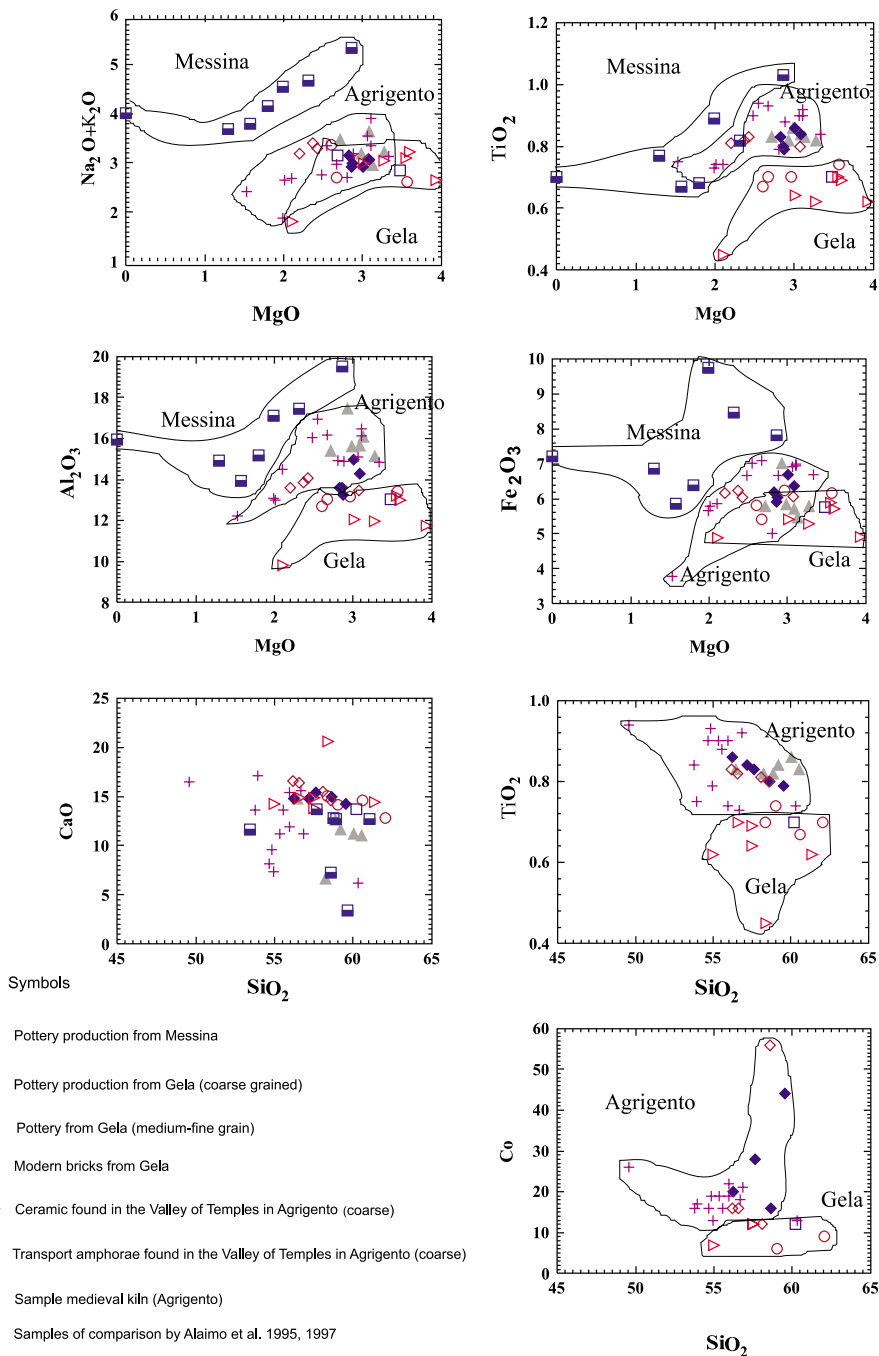 6
5
4
3
2
1
Na2 O+K2O
Messina
Agrigento
Gela
0 1 2 3 4
MgO
1.2
1.0
0.8
0.6
0.4
TiO2
Messina
Agrigento
Gela
0 1 2 3 4
MgO
20
18
16
14
12
10
8
Al2O3
Messina
Agrigento
Gela
0 1 2 3 4
MgO
10
9
8
7
6
5
4
3
Fe2O3
Messina
Agrigento
Gela
0 1 2 3 4
MgO
25
20
15
10
5
0
CaO
45 50 55 60 65
SiO2
1.0
0.8
0.6
0.4
TiO2
Agrigento
Gela
45 50 55 60 65
SiO2
Symbols
Pottery production from Messina
Pottery production from Gela (coarse grained)
Pottery from Gela (medium-fine grain)
Modern bricks from Gela
Ceramic found in the Valley of Temples in Agrigento (coarse)
Transport amphorae found in the Valley of Temples in Agrigento (coarse)
Sample medieval kiln (Agrigento)
Samples of comparison by Alaimo et al. 1995, 1997
60
50
40
30
20
10
0
Co
Agrigento
Gela
45 50 55 60 65
SiO2